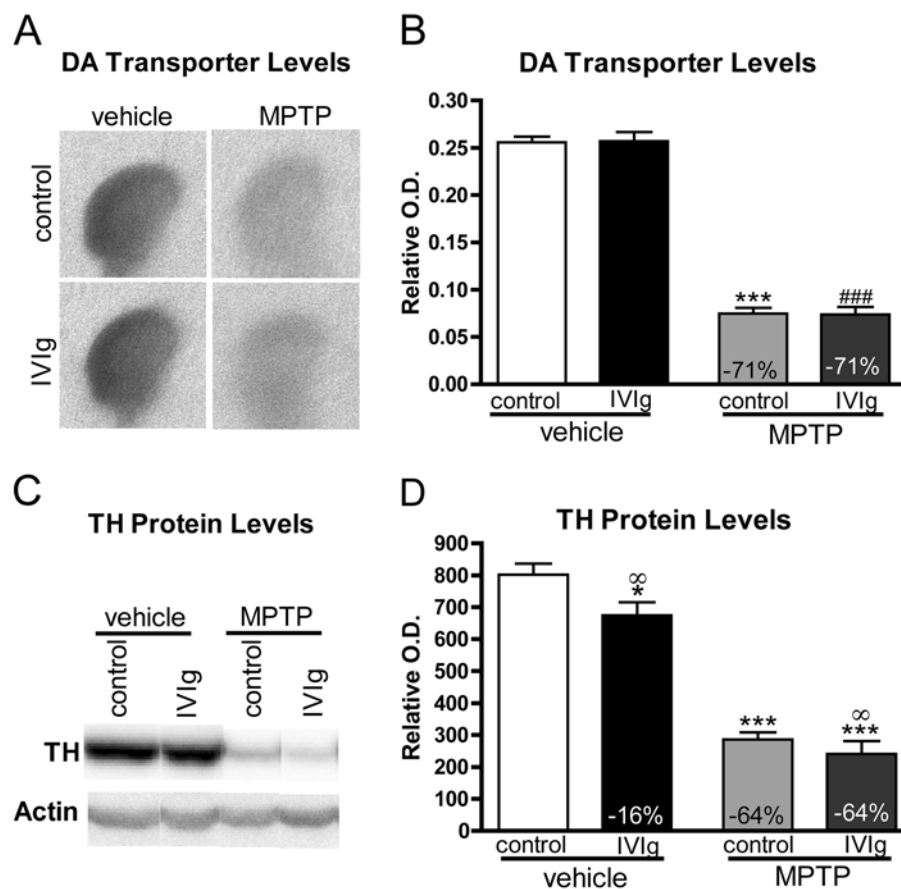 A
DA Transporter Levels
vehicle MPTP
control
IVIg
B
DA Transporter Levels
Relative O.D.
0.30
0.25
0.20
0.15
0.10
0.05
0.00
*** ###
-71% -71%
control IVIg control IVIg
vehicle MPTP
C
TH Protein Levels
vehicle MPTP
control IVIg control IVIg
TH
Actin
D
TH Protein Levels
Relative O.D.
900
800
700
600
500
400
300
200
100
0
∞
*
∞
*** ***
-16% -64% -64%
control IVIg control IVIg
vehicle MPTP